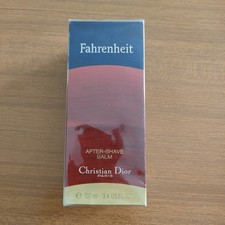 Fahrenheit
AFTER-SHAVE
BALM
Christian Dior
PARIS